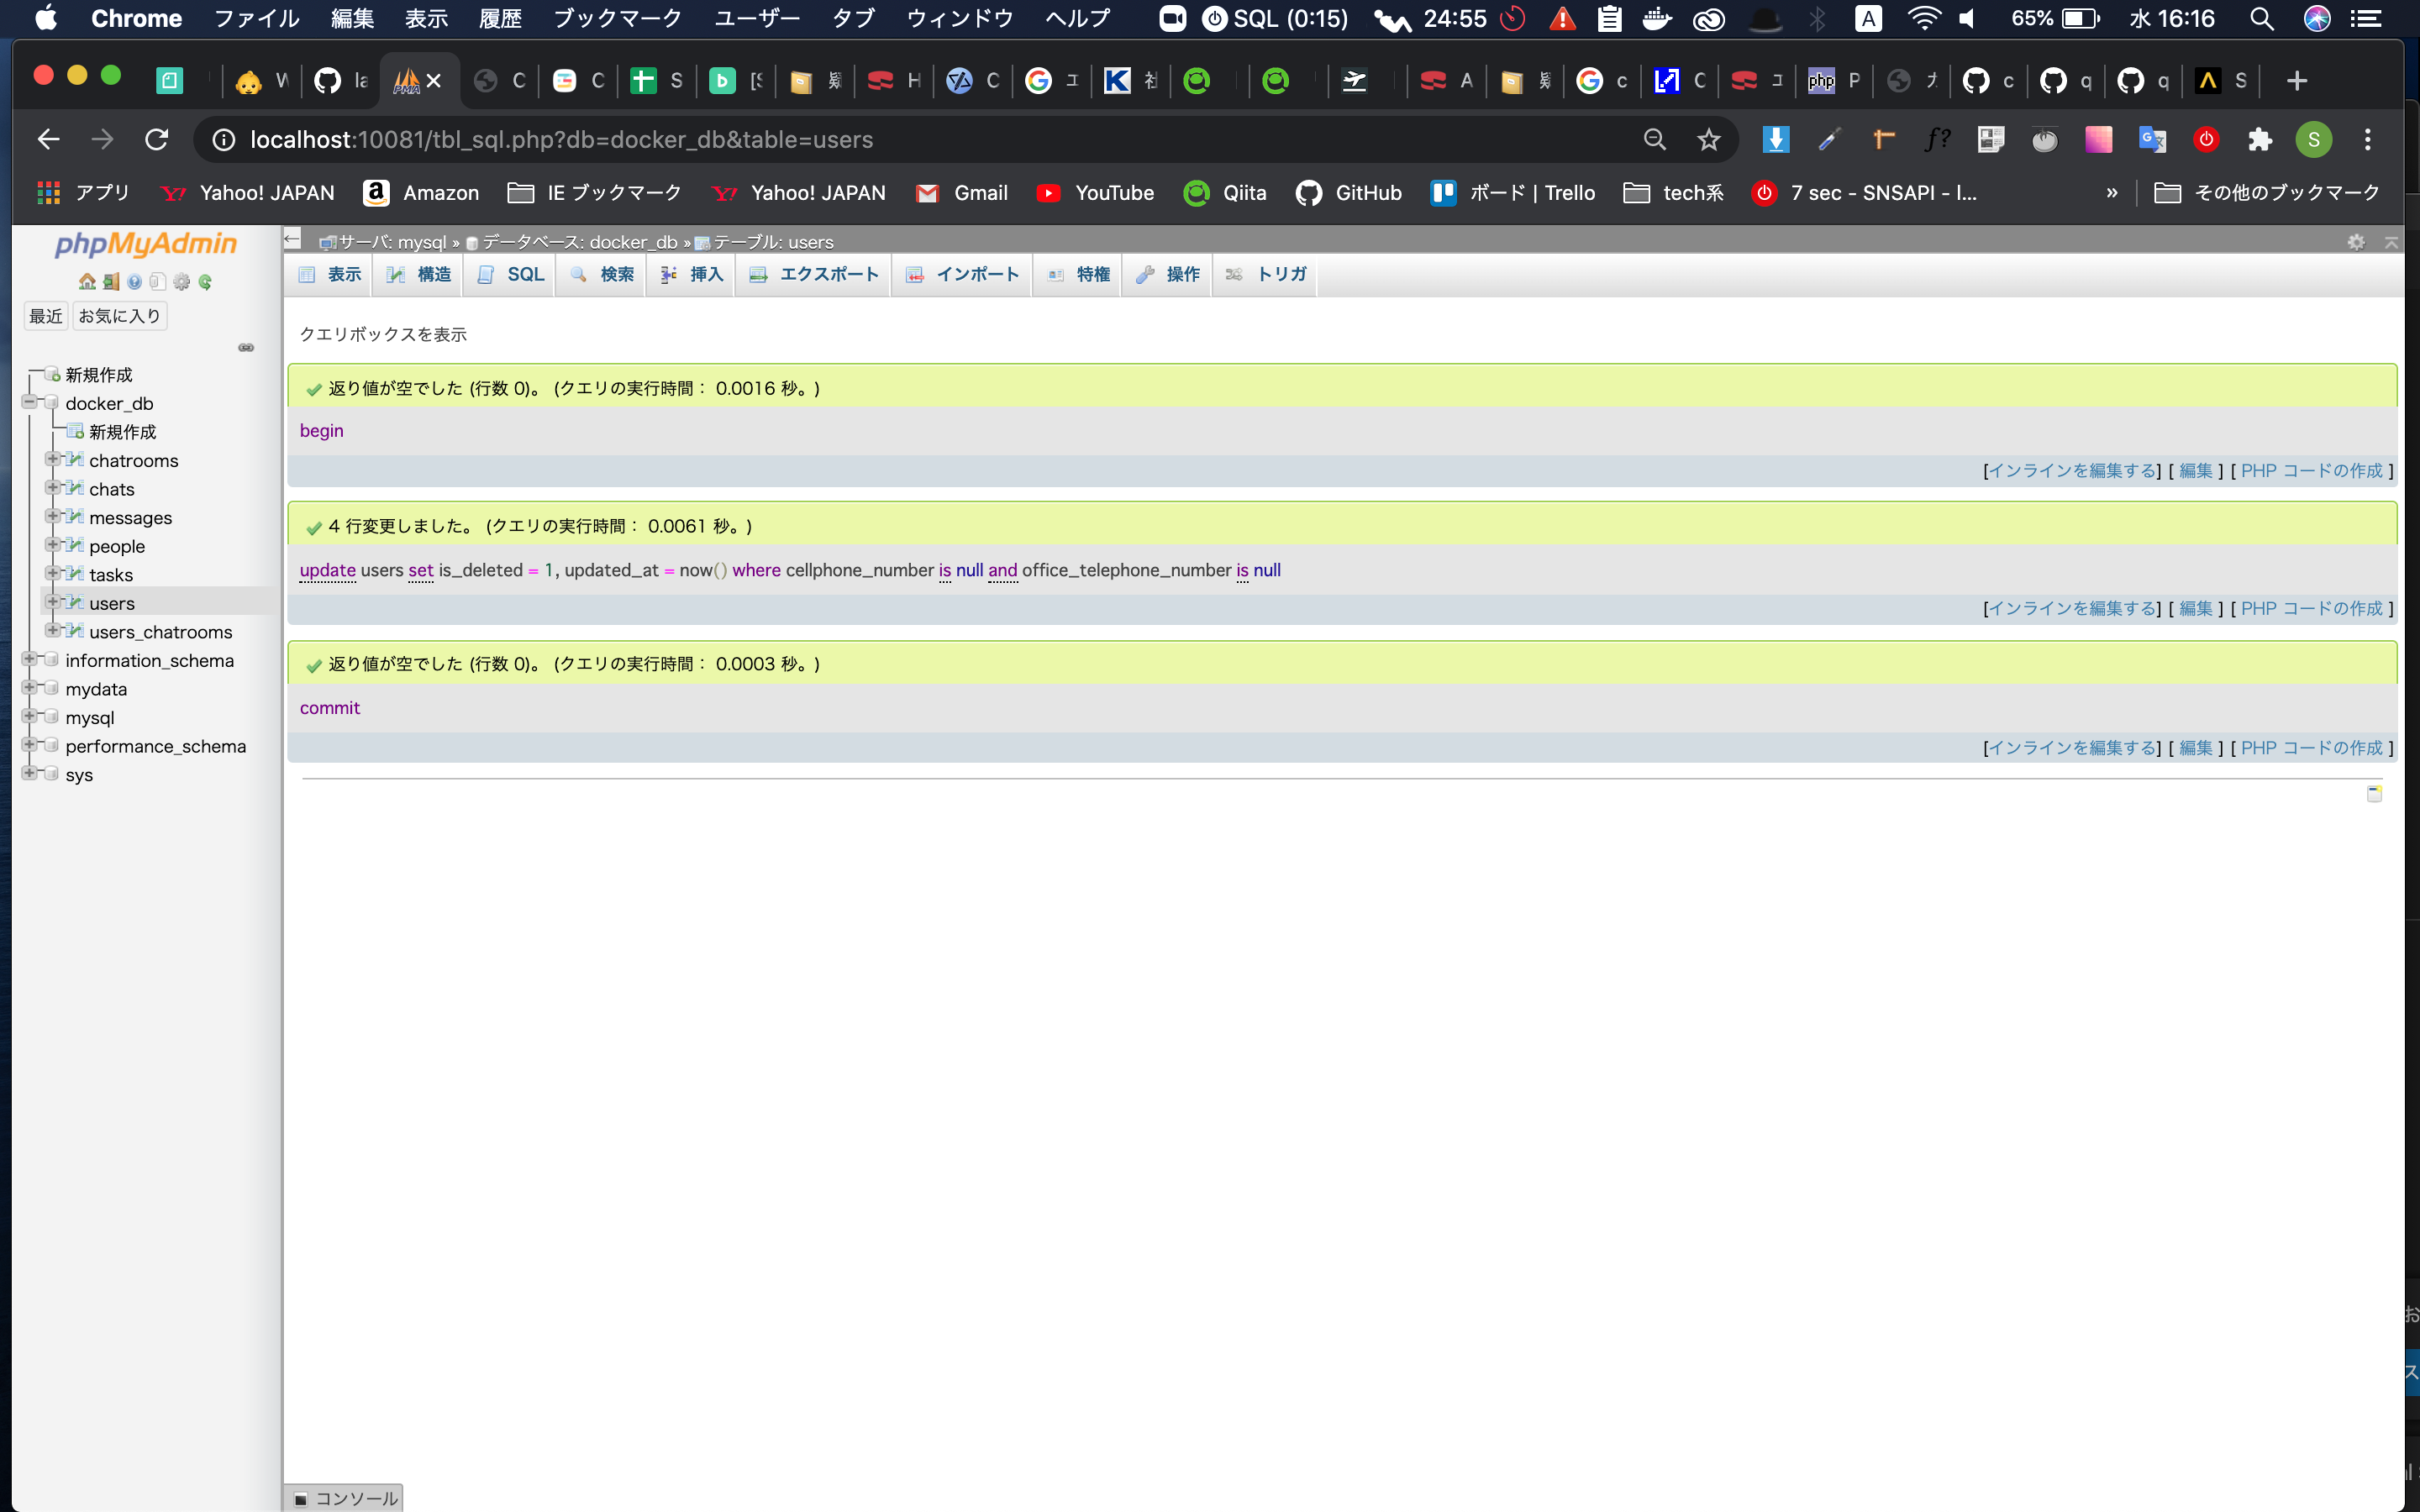 Chrome ファイル 編集 表示 履歴 ブックマーク ユーザー タブ ウィンドウ ヘルプ SQL (0:15) 24:55 A 65% 水 16:16
W la PMA × C C S b [S H C K 社 A c C php P c q q S
localhost:10081/tbl_sql.php?db=docker_db&table=users f? S
アプリ Yahoo! JAPAN Amazon IE ブックマーク Yahoo! JAPAN Gmail YouTube Qiita GitHub ボード | Trello tech系 7 sec - SNSAPI - I... » その他のブックマーク
phpMyAdmin
最近 お気に入り
新規作成
docker_db
新規作成
chatrooms
chats
messages
people
tasks
users
users_chatrooms
information_schema
mydata
mysql
performance_schema
sys
サーバ: mysql » データベース: docker_db » テーブル: users
表示 構造 SQL 検索 挿入 エクスポート インポート 特権 操作 トリガ
クエリボックスを表示
返り値が空でした (行数 0)。 (クエリの実行時間： 0.0016 秒。)
begin
[インラインを編集する] [ 編集 ] [ PHP コードの作成 ]
4 行変更しました。 (クエリの実行時間： 0.0061 秒。)
update users set is_deleted = 1, updated_at = now() where cellphone_number is null and office_telephone_number is null
[インラインを編集する] [ 編集 ] [ PHP コードの作成 ]
返り値が空でした (行数 0)。 (クエリの実行時間： 0.0003 秒。)
commit
[インラインを編集する] [ 編集 ] [ PHP コードの作成 ]
コンソール